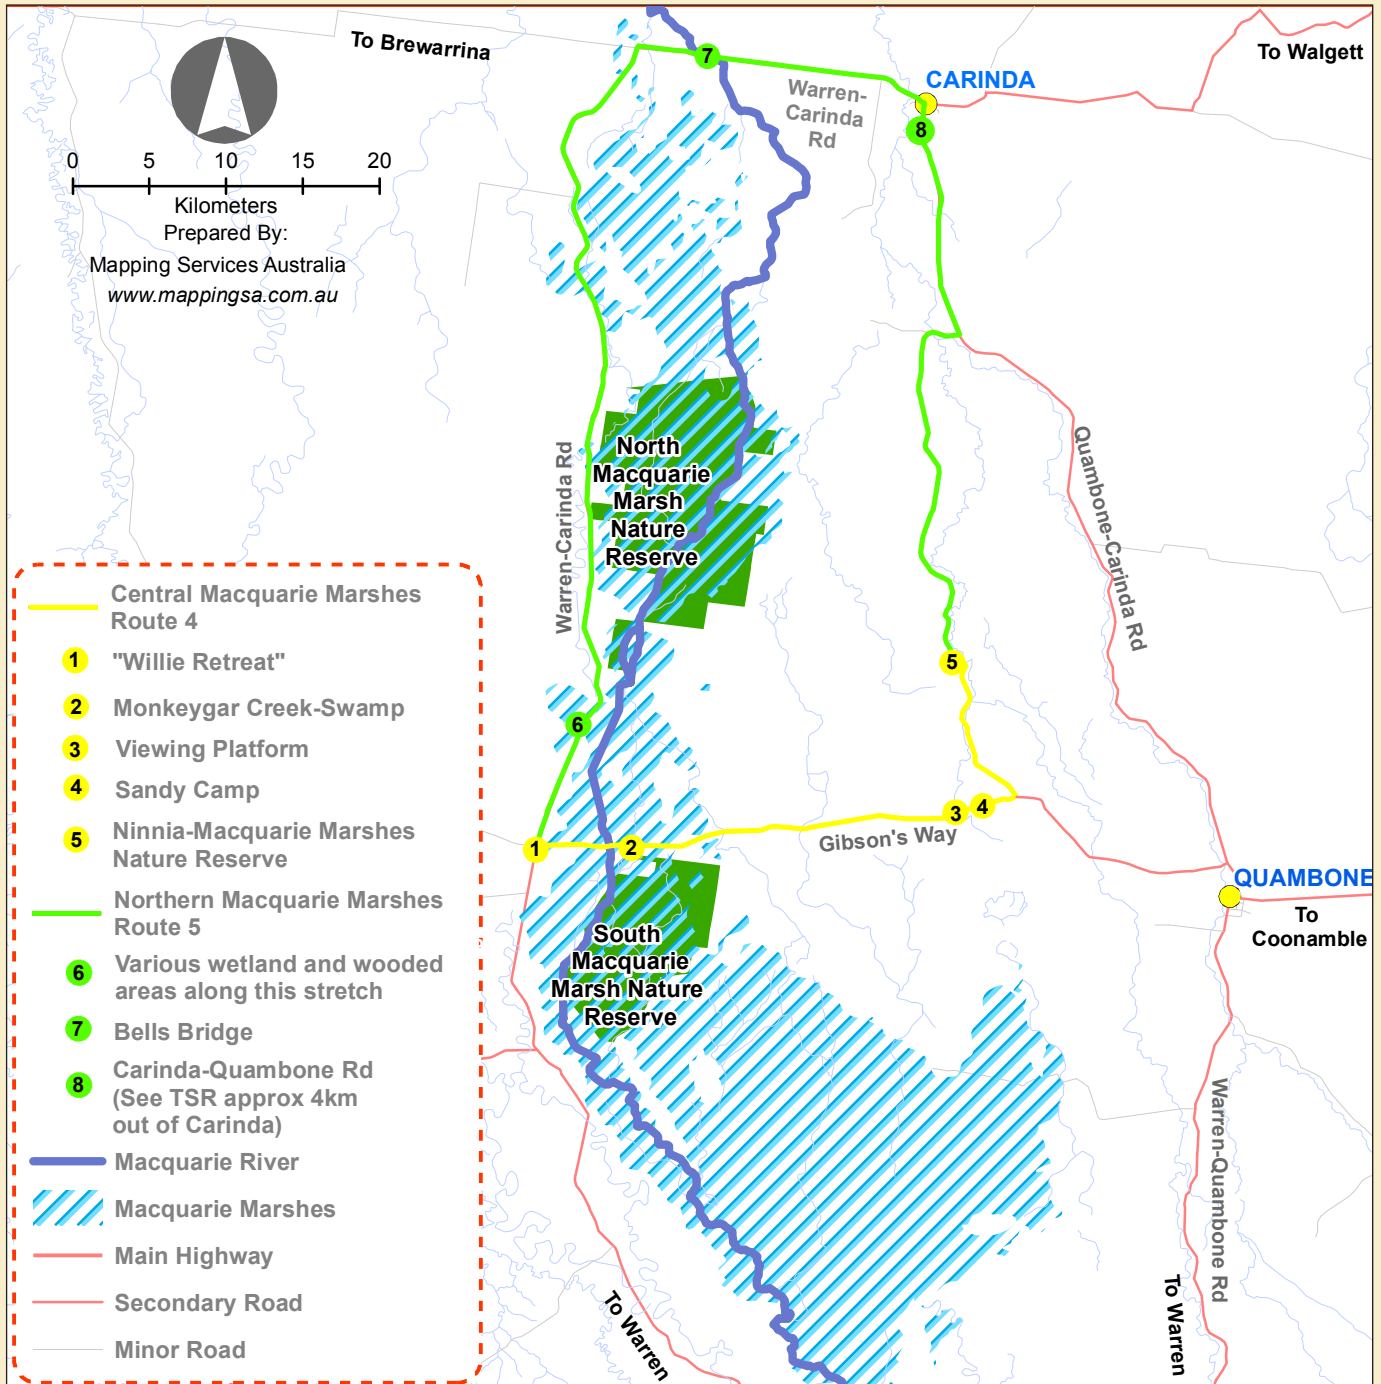 To Brewarrina
To Walgett
CARINDA
Warren-
Carinda
Rd
7
8
0 5 10 15 20
Kilometers
Prepared By:
Mapping Services Australia
www.mappingsa.com.au
North
Macquarie
Marsh
Nature
Reserve
Warren-Carinda Rd
Quambone-Carinda Rd
5
6
3
4
Gibson's Way
1
2
QUAMBONE
To
Coonamble
South
Macquarie
Marsh Nature
Reserve
Warren-Quambone Rd
To Warren
To Warren
Central Macquarie Marshes
Route 4
1 "Willie Retreat"
2 Monkeygar Creek-Swamp
3 Viewing Platform
4 Sandy Camp
5 Ninnia-Macquarie Marshes
Nature Reserve
Northern Macquarie Marshes
Route 5
6 Various wetland and wooded
areas along this stretch
7 Bells Bridge
8 Carinda-Quambone Rd
(See TSR approx 4km
out of Carinda)
Macquarie River
Macquarie Marshes
Main Highway
Secondary Road
Minor Road